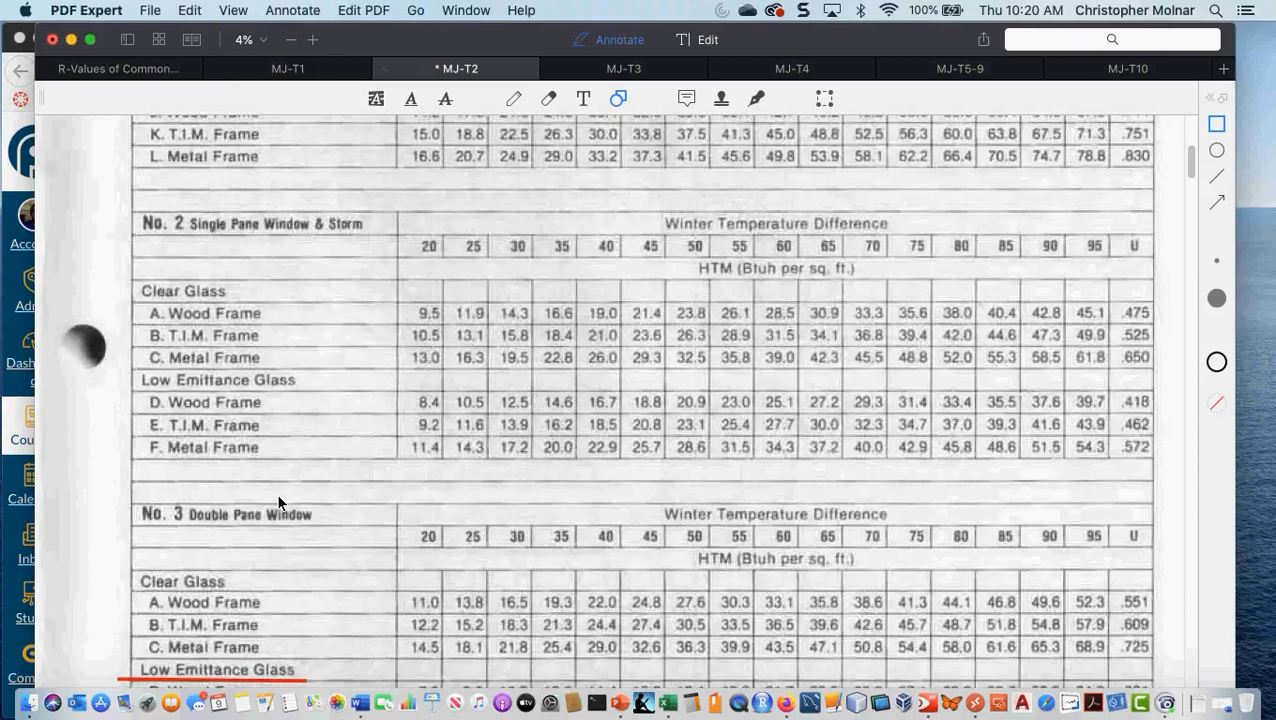 PDF Expert File Edit View Annotate Edit PDF Go Window Help 100% Thu 10:20 AM Christopher Molnar
4% Annotate Edit
R-Values of Common... MJ-T1 * MJ-T2 MJ-T3 MJ-T4 MJ-T5-9 MJ-T10
K. T.I.M. Frame 15.0 18.8 22.5 26.3 30.0 33.8 37.5 41.3 45.0 48.8 52.5 56.3 60.0 63.8 67.5 71.3 .751
L. Metal Frame 16.6 20.7 24.9 29.0 33.2 37.3 41.5 45.6 49.8 53.9 58.1 62.2 66.4 70.5 74.7 78.8 .830
No. 2 Single Pane Window & Storm Winter Temperature Difference
20 25 30 35 40 45 50 55 60 65 70 75 80 85 90 95 U
HTM (Btuh per sq. ft.)
Clear Glass
A. Wood Frame 9.5 11.9 14.3 16.6 19.0 21.4 23.8 26.1 28.5 30.9 33.3 35.6 38.0 40.4 42.8 45.1 .475
B. T.I.M. Frame 10.5 13.1 15.8 18.4 21.0 23.6 26.3 28.9 31.5 34.1 36.8 39.4 42.0 44.6 47.3 49.9 .525
C. Metal Frame 13.0 16.3 19.5 22.8 26.0 29.3 32.5 35.8 39.0 42.3 45.5 48.8 52.0 55.3 58.5 61.8 .650
Low Emittance Glass
D. Wood Frame 8.4 10.5 12.5 14.6 16.7 18.8 20.9 23.0 25.1 27.2 29.3 31.4 33.4 35.5 37.6 39.7 .418
E. T.I.M. Frame 9.2 11.6 13.9 16.2 18.5 20.8 23.1 25.4 27.7 30.0 32.3 34.7 37.0 39.3 41.6 43.9 .462
F. Metal Frame 11.4 14.3 17.2 20.0 22.9 25.7 28.6 31.5 34.3 37.2 40.0 42.9 45.8 48.6 51.5 54.3 .572
No. 3 Double Pane Window Winter Temperature Difference
20 25 30 35 40 45 50 55 60 65 70 75 80 85 90 95 U
HTM (Btuh per sq. ft.)
Clear Glass
A. Wood Frame 11.0 13.8 16.5 19.3 22.0 24.8 27.6 30.3 33.1 35.8 38.6 41.3 44.1 46.8 49.6 52.3 .551
B. T.I.M. Frame 12.2 15.2 18.3 21.3 24.4 27.4 30.5 33.5 36.5 39.6 42.6 45.7 48.7 51.8 54.8 57.9 .609
C. Metal Frame 14.5 18.1 21.8 25.4 29.0 32.6 36.3 39.9 43.5 47.1 50.8 54.4 58.0 61.6 65.3 68.9 .725
Low Emittance Glass
Acco
Adn
Cou
Cale
Inb
Stu
Com